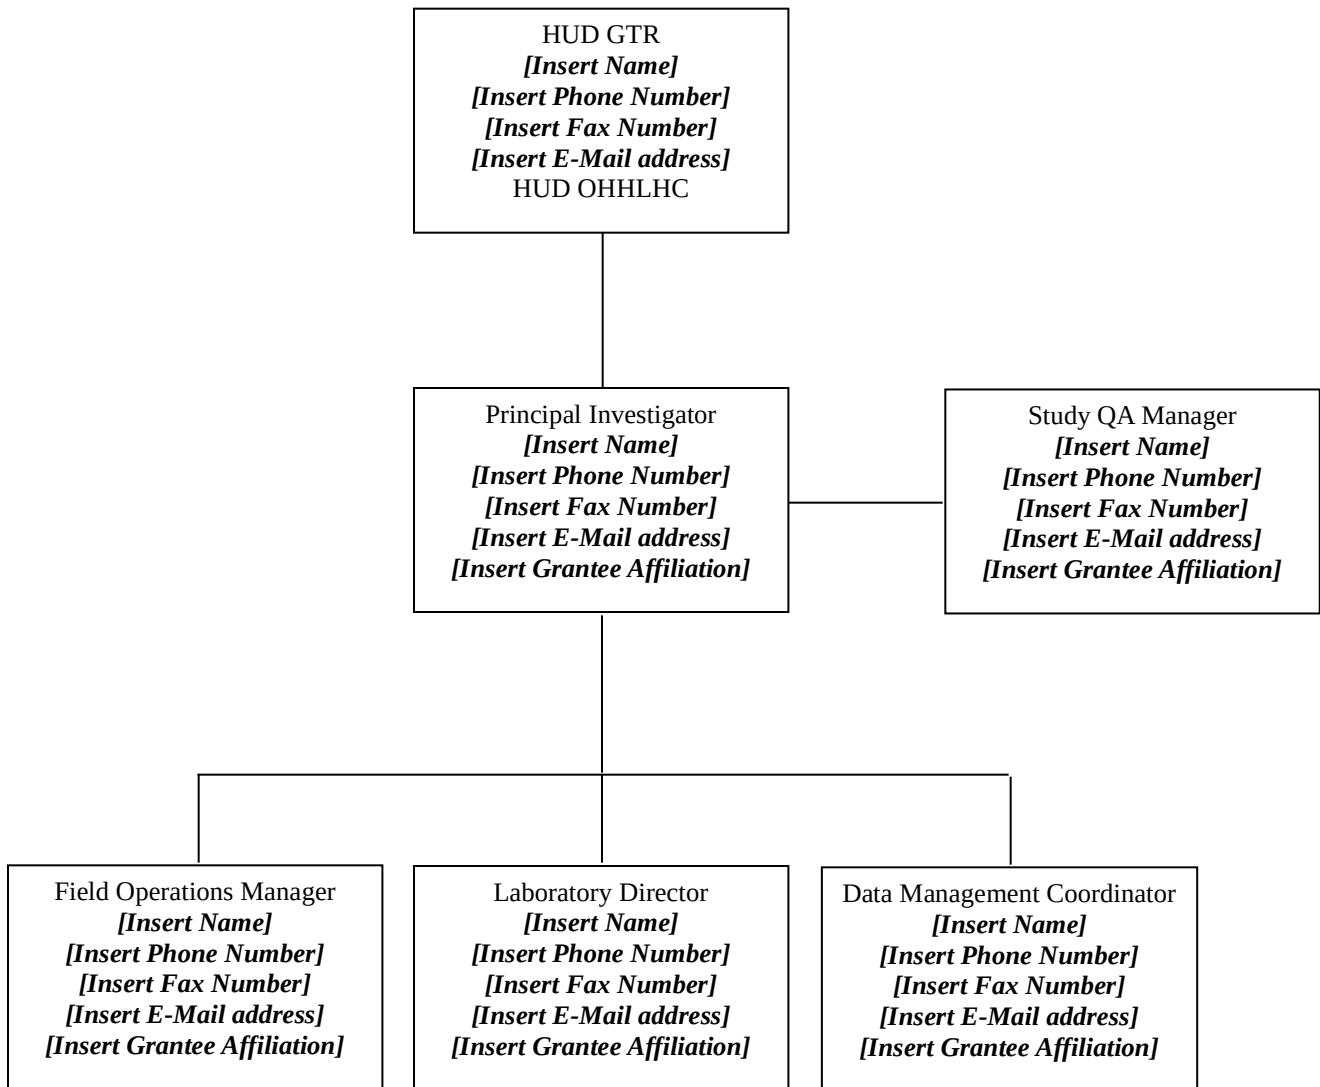 HUD GTR
[Insert Name]
[Insert Phone Number]
[Insert Fax Number]
[Insert E-Mail address]
HUD OHHLHC
Principal Investigator
[Insert Name]
[Insert Phone Number]
[Insert Fax Number]
[Insert E-Mail address]
[Insert Grantee Affiliation]
Study QA Manager
[Insert Name]
[Insert Phone Number]
[Insert Fax Number]
[Insert E-Mail address]
[Insert Grantee Affiliation]
Field Operations Manager
[Insert Name]
[Insert Phone Number]
[Insert Fax Number]
[Insert E-Mail address]
[Insert Grantee Affiliation]
Laboratory Director
[Insert Name]
[Insert Phone Number]
[Insert Fax Number]
[Insert E-Mail address]
[Insert Grantee Affiliation]
Data Management Coordinator
[Insert Name]
[Insert Phone Number]
[Insert Fax Number]
[Insert E-Mail address]
[Insert Grantee Affiliation]